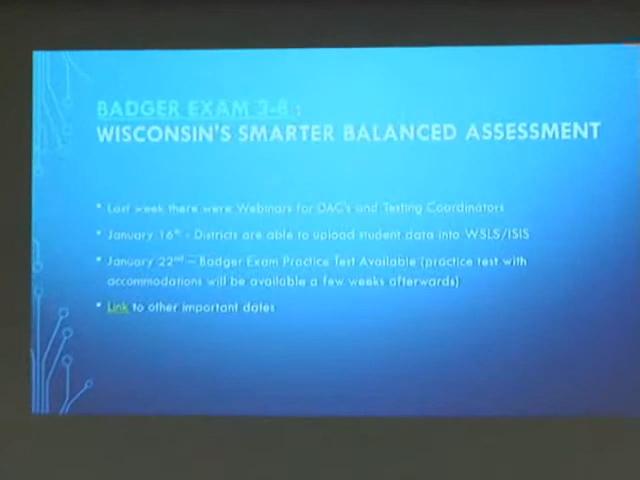 BADGER EXAM 3-8 :
WISCONSIN'S SMARTER BALANCED ASSESSMENT
* Last week there were Webinars for DAC's and Testing Coordinators
* January 16th - Districts are able to upload student data into WSLS/ISIS
* January 22nd – Badger Exam Practice Test Available (practice test with
accommodations will be available a few weeks afterwards)
* Link to other important dates